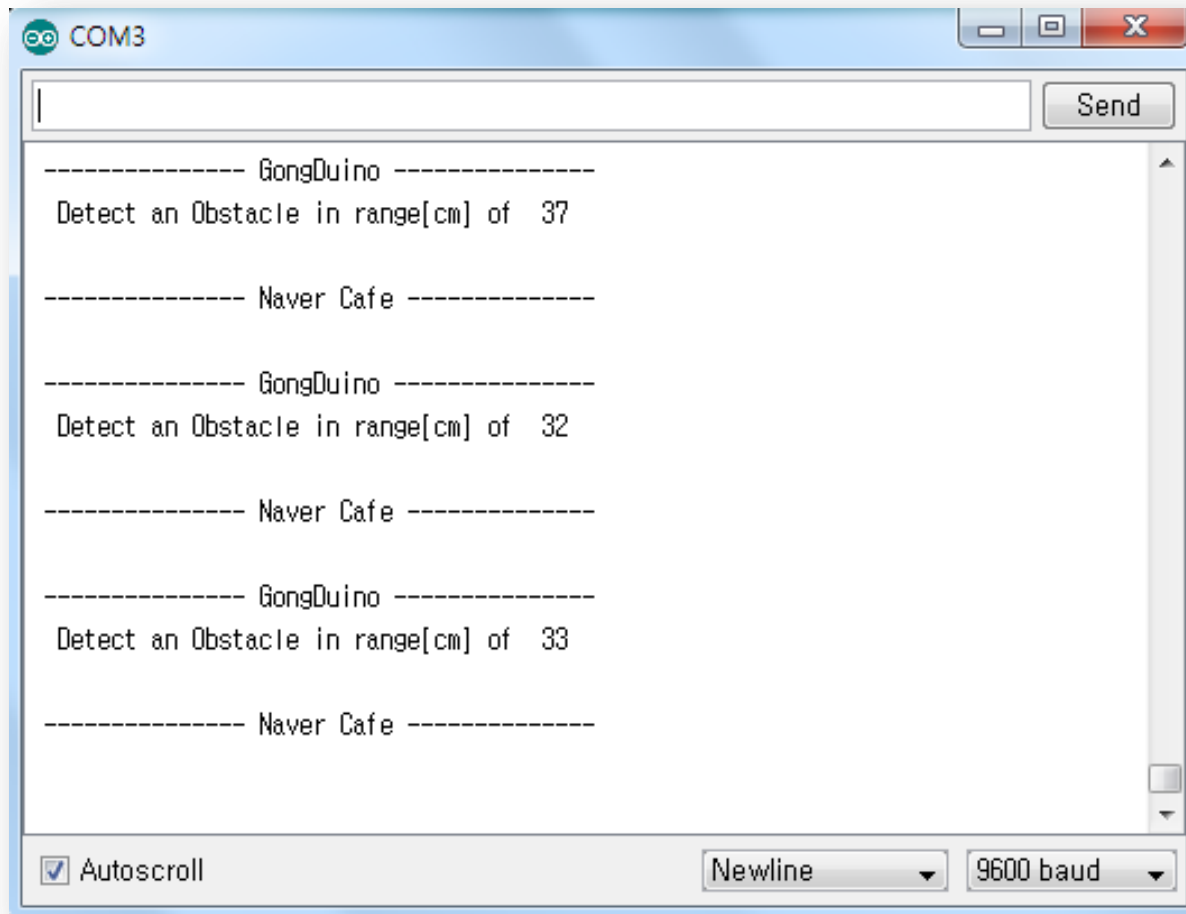 COM3
Send
--------------- GongDuino ---------------
Detect an Obstacle in range[cm] of  37
--------------- Naver Cafe --------------
--------------- GongDuino ---------------
Detect an Obstacle in range[cm] of  32
--------------- Naver Cafe --------------
--------------- GongDuino ---------------
Detect an Obstacle in range[cm] of  33
--------------- Naver Cafe --------------
Autoscroll
Newline
9600 baud